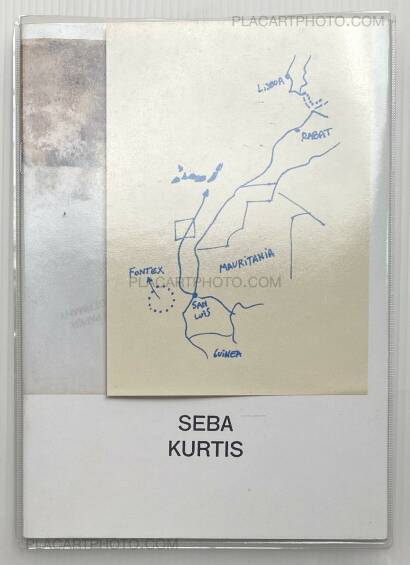 PLACARTPHOTO.COM
LISBOA
RABAT
MAURITANIA
FONTEX
PLACARTPHOTO.COM
SAN
LUIS
GUINEA
SEBA
KURTIS
PLACARTPHOTO.COM